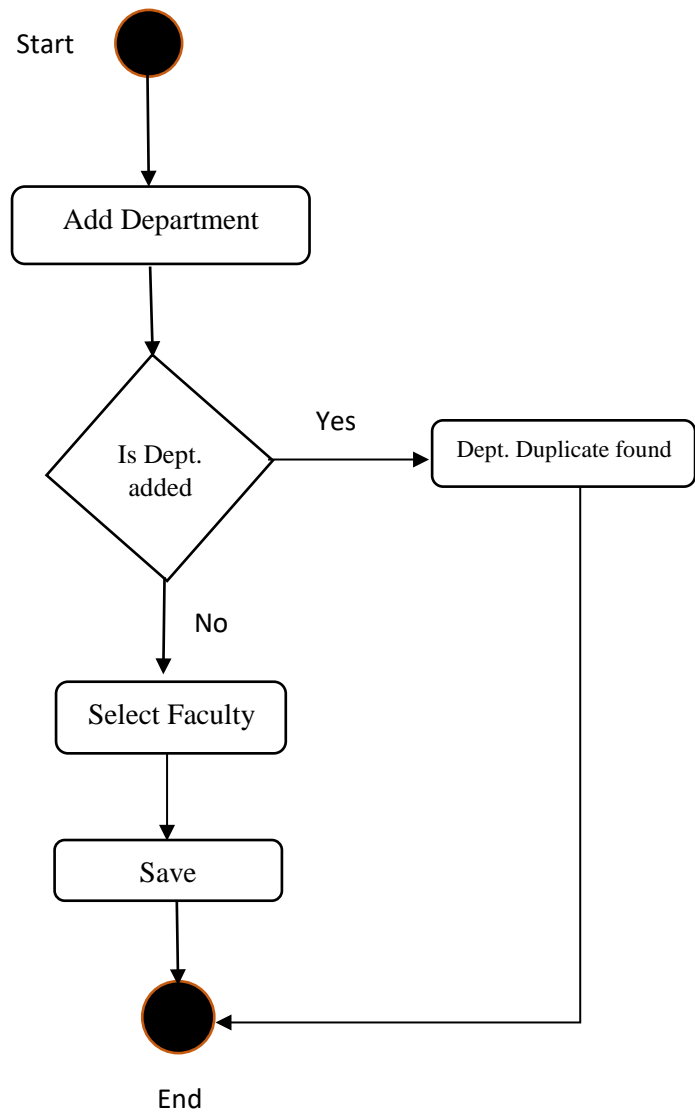 Start
Add Department
Is Dept.
added
Yes
Dept. Duplicate found
No
Select Faculty
Save
End